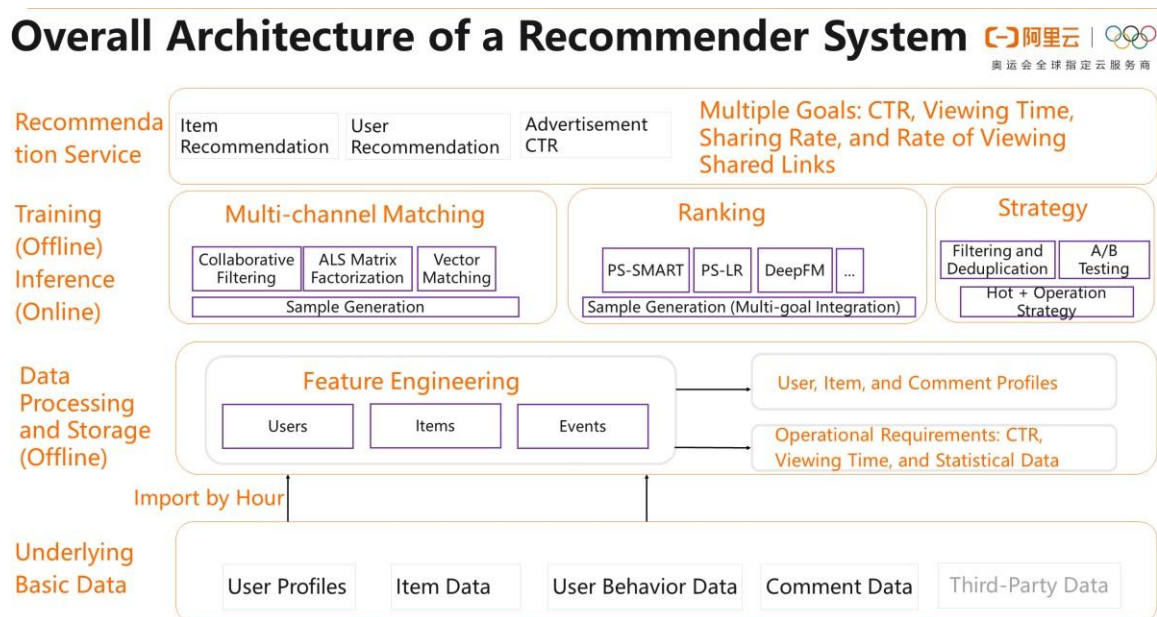 Overall Architecture of a Recommender System
阿里云
奥运会全球指定云服务商
Recommenda
tion Service
Item
Recommendation
User
Recommendation
Advertisement
CTR
Multiple Goals: CTR, Viewing Time,
Sharing Rate, and Rate of Viewing
Shared Links
Training
(Offline)
Inference
(Online)
Multi-channel Matching
Collaborative
Filtering
ALS Matrix
Factorization
Vector
Matching
Sample Generation
Ranking
PS-SMART
PS-LR
DeepFM
...
Sample Generation (Multi-goal Integration)
Strategy
Filtering and
Deduplication
A/B
Testing
Hot + Operation
Strategy
Data
Processing
and Storage
(Offline)
Feature Engineering
Users
Items
Events
User, Item, and Comment Profiles
Operational Requirements: CTR,
Viewing Time, and Statistical Data
Import by Hour
Underlying
Basic Data
User Profiles
Item Data
User Behavior Data
Comment Data
Third-Party Data